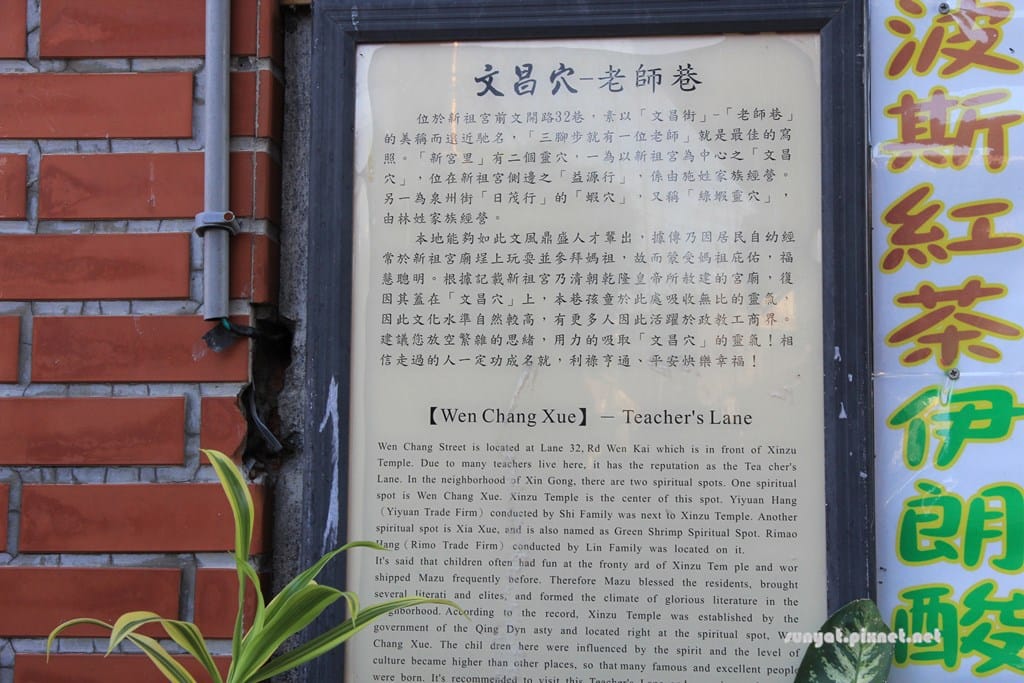 文昌穴-老師巷
位於新祖宮前文開路32巷，素以「文昌街」-「老師巷」
的美稱而遠近馳名，「三腳步就有一位老師」就是最佳的寫
照。「新宮里」有二個靈穴，一為以新祖宮為中心之「文昌
穴」，位在新祖宮側邊之「益源行」，係由施姓家族經營。
另一為泉州街「日茂行」的「蝦穴」，又稱「綠蝦靈穴」，
由林姓家族經營。
本地能夠如此文風鼎盛人才輩出，據傳乃因居民自幼經
常於新祖宮廟埕上玩耍並參拜媽祖，故而蒙受媽祖庇佑，福
慧聰明。根據記載新祖宮乃清朝乾隆皇帝所敕建的宮廟，復
因其蓋在「文昌穴」上，本巷孩童於此處吸收無比的靈氣，
因此文化水準自然較高，有更多人因此活躍於政教工商界。
建議您放空繁雜的思緒，用力的吸取「文昌穴」的靈氣！相
信走過的人一定功成名就，利祿亨通、平安快樂幸福！
【Wen Chang Xue】 － Teacher's Lane
Wen Chang Street is located at Lane 32, Rd Wen Kai which is in front of Xinzu
Temple. Due to many teachers live here, it has the reputation as the Tea cher's
Lane. In the neighborhood of Xin Gong, there are two spiritual spots. One spiritual
spot is Wen Chang Xue. Xinzu Temple is the center of this spot. Yiyuan Hang
（Yiyuan Trade Firm）conducted by Shi Family was next to Xinzu Temple. Another
spiritual spot is Xia Xue, and is also named as Green Shrimp Spiritual Spot. Rimao
Hang（Rimo Trade Firm）conducted by Lin Family was located on it.
It's said that children often had fun at the fronty ard of Xinzu Tem ple and wor
shipped Mazu frequently before. Therefore Mazu blessed the residents, brought
several literati and elites, and formed the climate of glorious literature in the
neighborhood. According to the record, Xinzu Temple was established by the
government of the Qing Dyn asty and located right at the spiritual spot, Wen
Chang Xue. The chil dren here were influenced by the spirit and the level of
culture became higher than other places, so that many famous and excellent people
were born. It's recommended to visit this Teacher's Lane
波斯紅茶
伊朗酸
sunyat.pixnet.net